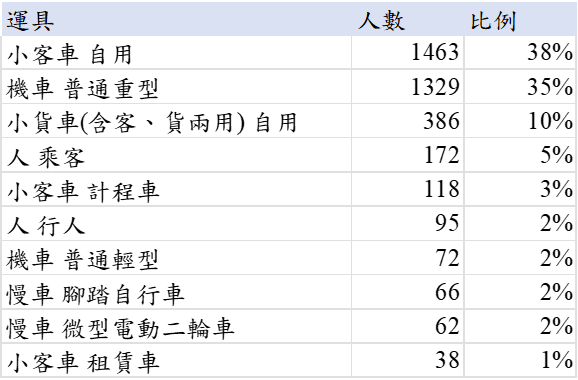 運具 人數 比例
小客車 自用 1463 38%
機車 普通重型 1329 35%
小貨車(含客、貨兩用) 自用 386 10%
人 乘客 172 5%
小客車 計程車 118 3%
人 行人 95 2%
機車 普通輕型 72 2%
慢車 腳踏自行車 66 2%
慢車 微型電動二輪車 62 2%
小客車 租賃車 38 1%